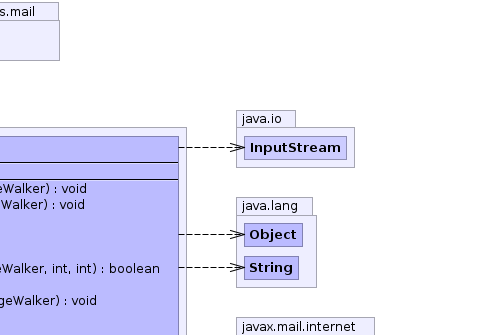 s.mail
java.io
InputStream
eWalker) : void
Walker) : void
java.lang
Object
eWalker, int, int) : boolean
String
geWalker) : void
javax.mail.internet